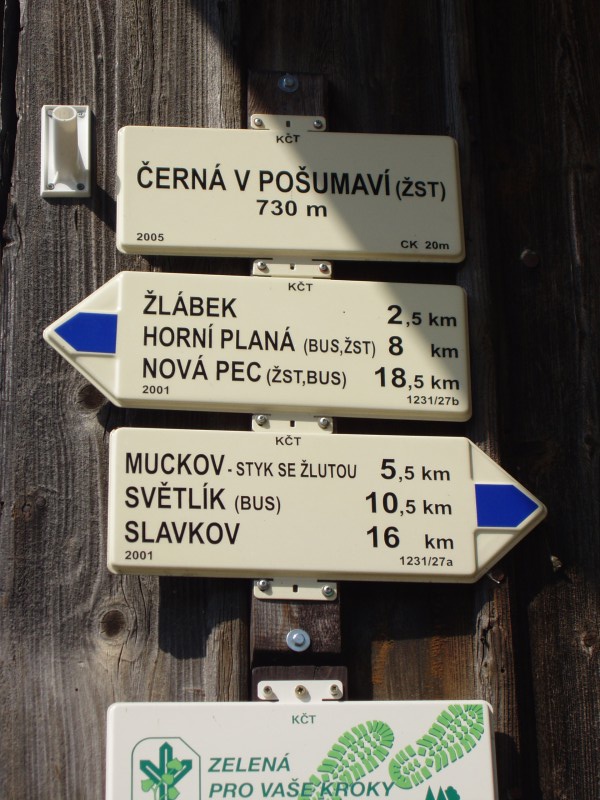 KČT
ČERNÁ V POŠUMAVÍ (ŽST)
730 m
2005 CK 20m
KČT
ŽLÁBEK 2,5 km
HORNÍ PLANÁ (BUS,ŽST) 8 km
NOVÁ PEC (ŽST,BUS) 18,5 km
2001 1231/27b
KČT
MUCKOV - STYK SE ŽLUTOU 5,5 km
SVĚTLÍK (BUS) 10,5 km
SLAVKOV 16 km
2001 1231/27a
KČT
ZELENÁ
PRO VAŠE KROKY